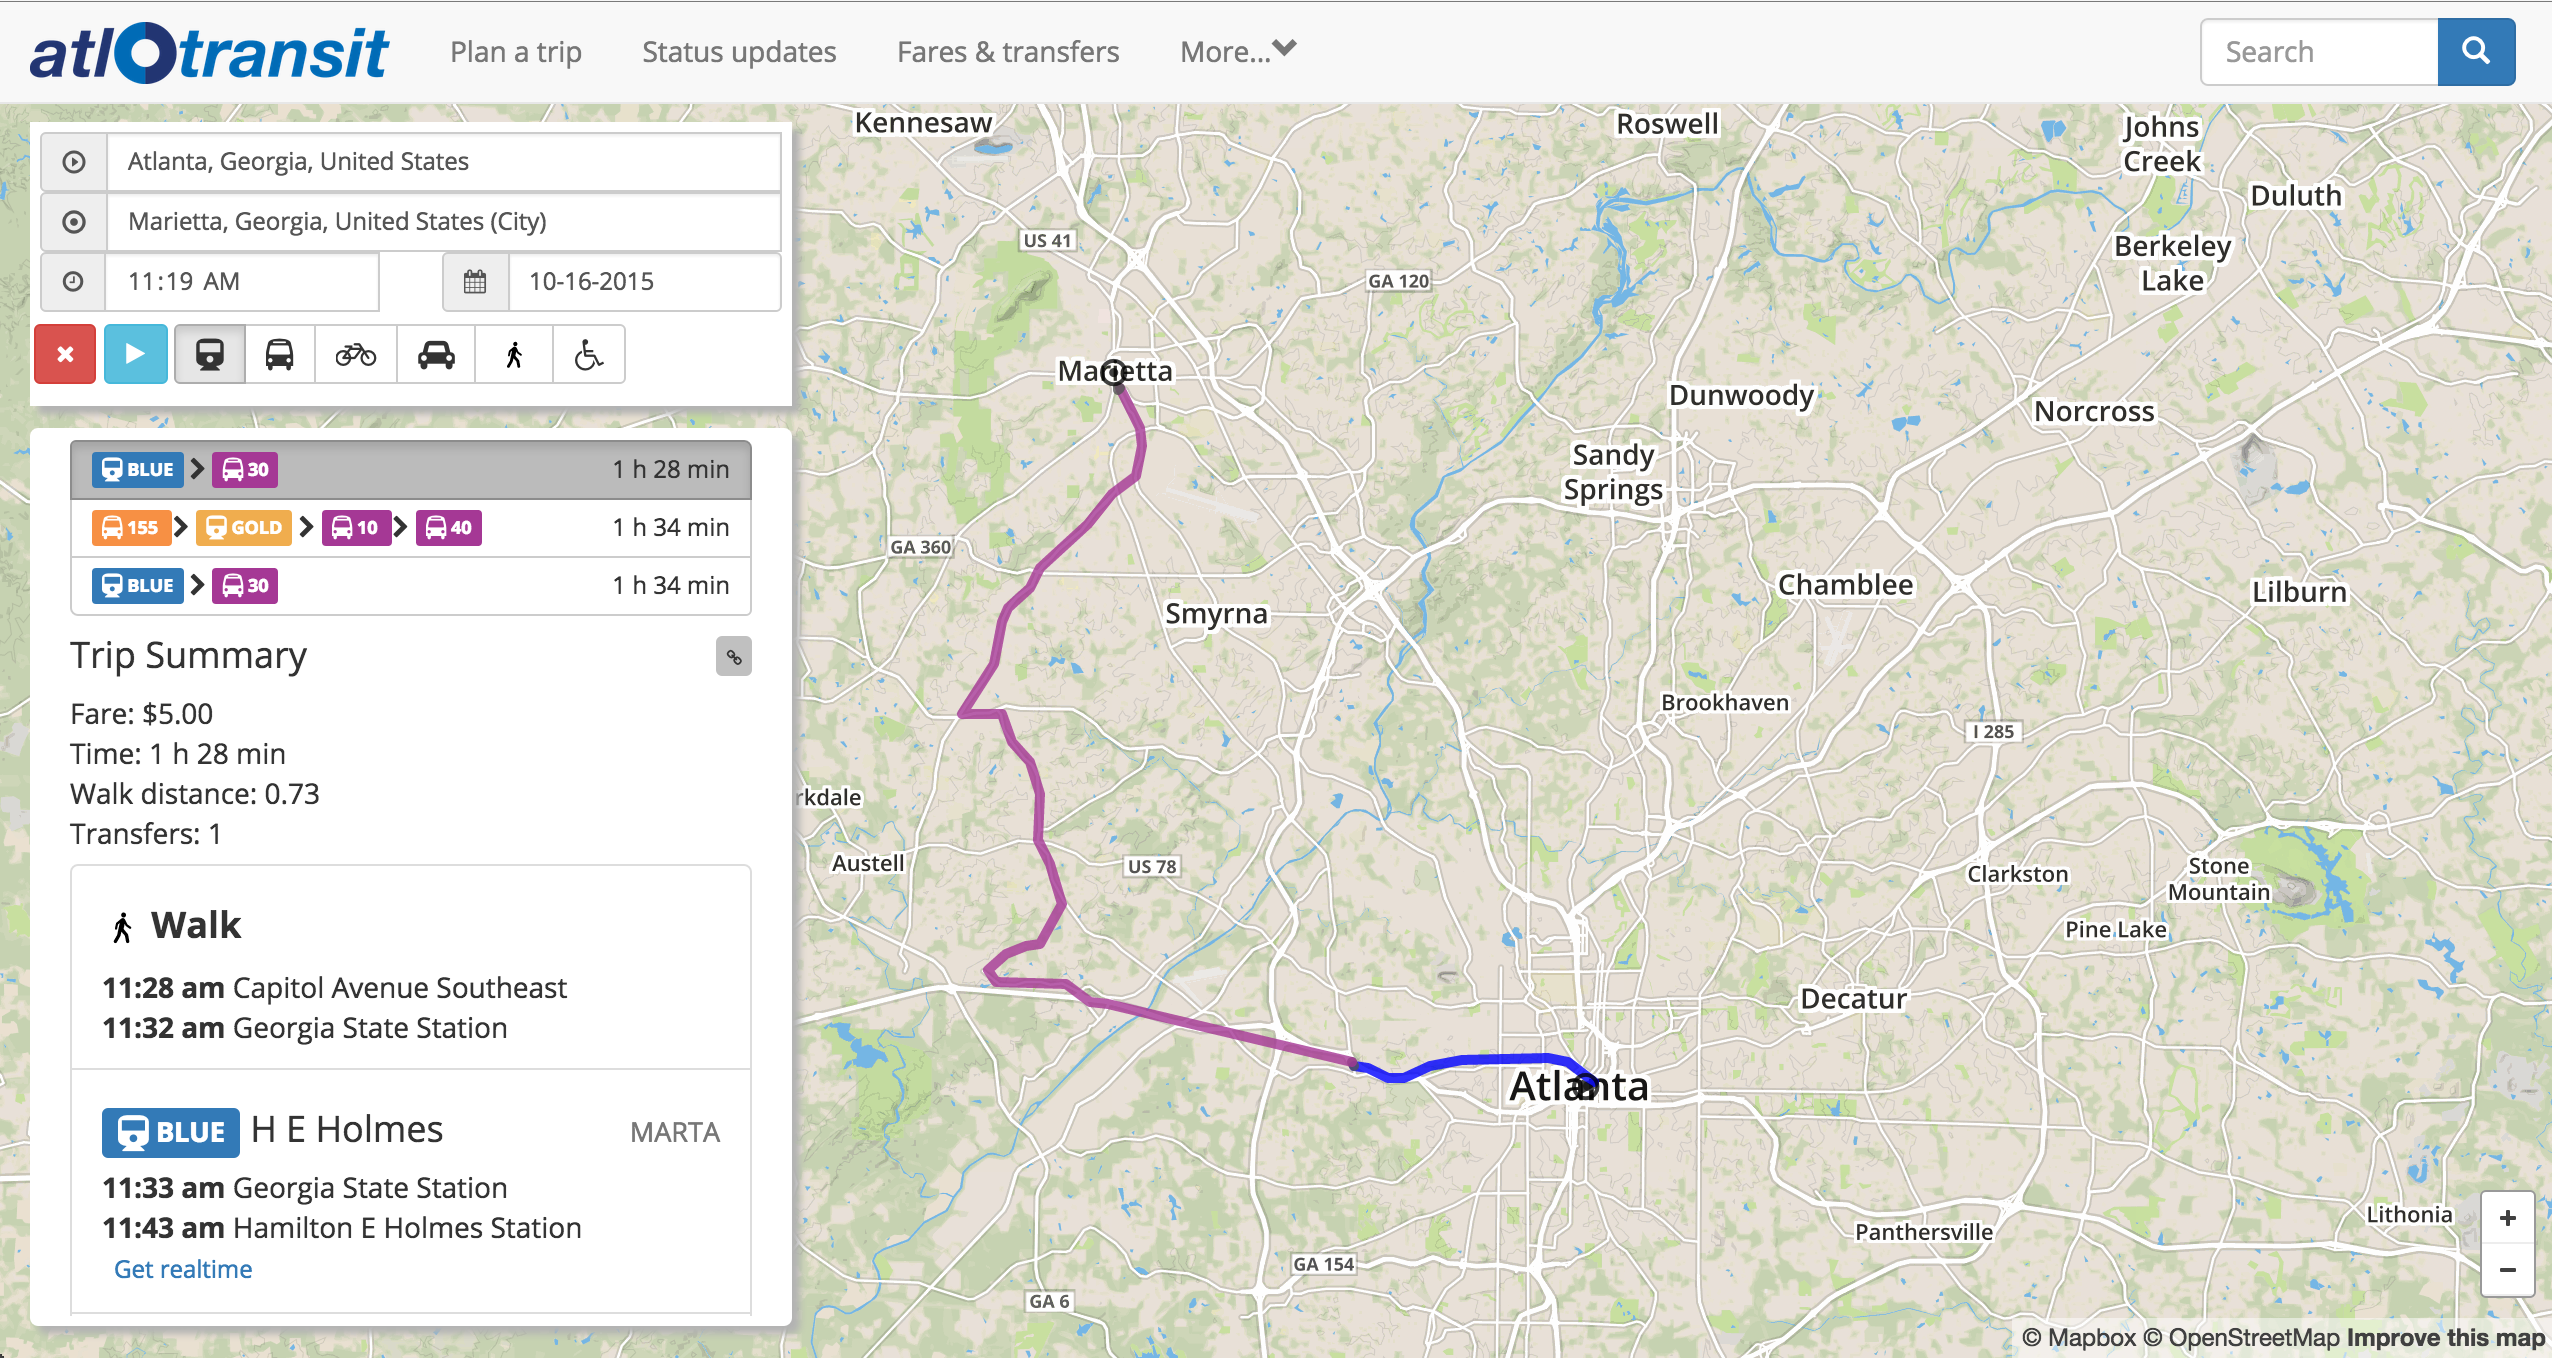 atl transit
Plan a trip
Status updates
Fares & transfers
More...
Search
Atlanta, Georgia, United States
Marietta, Georgia, United States (City)
11:19 AM
10-16-2015
BLUE 30 1 h 28 min
155 GOLD 10 40 1 h 34 min
BLUE 30 1 h 34 min
Trip Summary
Fare: $5.00
Time: 1 h 28 min
Walk distance: 0.73
Transfers: 1
Walk
11:28 am Capitol Avenue Southeast
11:32 am Georgia State Station
BLUE H E Holmes MARTA
11:33 am Georgia State Station
11:43 am Hamilton E Holmes Station
Get realtime
Kennesaw
Roswell
Johns
Creek
Duluth
US 41
Berkeley
Lake
GA 120
Marietta
Dunwoody
Norcross
Sandy
Springs
GA 360
Chamblee
Lilburn
Smyrna
Brookhaven
I 285
rkdale
Austell
US 78
Clarkston
Stone
Mountain
Pine Lake
Decatur
Atlanta
Lithonia
Panthersville
GA 154
GA 6
+
−
© Mapbox © OpenStreetMap Improve this map